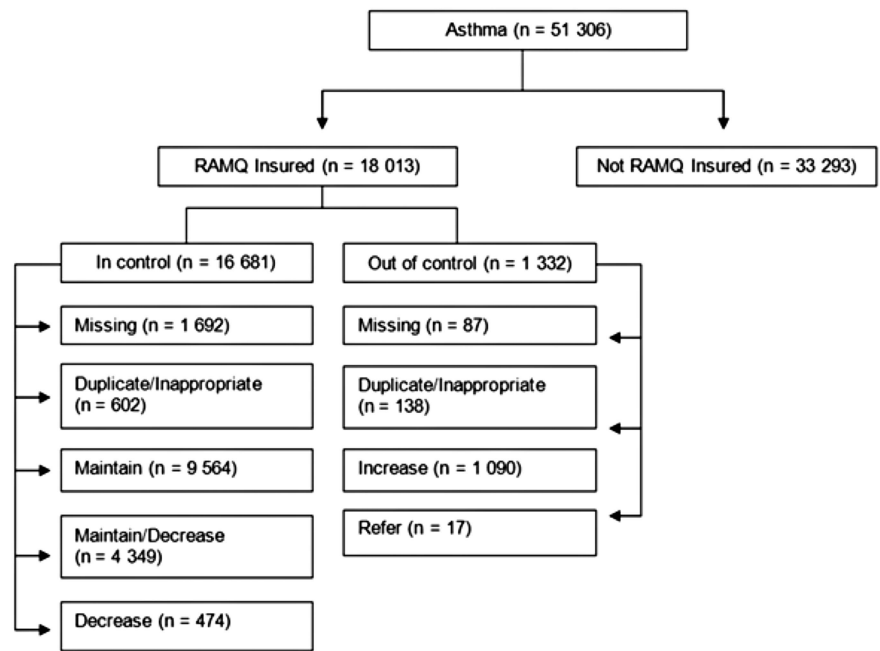 Asthma (n = 51 306)
RAMQ Insured (n = 18 013)
Not RAMQ Insured (n = 33 293)
In control (n = 16 681)
Out of control (n = 1 332)
Missing (n = 1 692)
Missing (n = 87)
Duplicate/Inappropriate
(n = 602)
Duplicate/Inappropriate
(n = 138)
Maintain (n = 9 564)
Increase (n = 1 090)
Maintain/Decrease
(n = 4 349)
Refer (n = 17)
Decrease (n = 474)